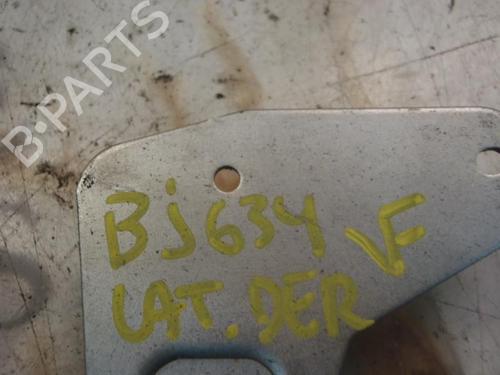 B-PARTS
BJ634
LAT. DER
VF